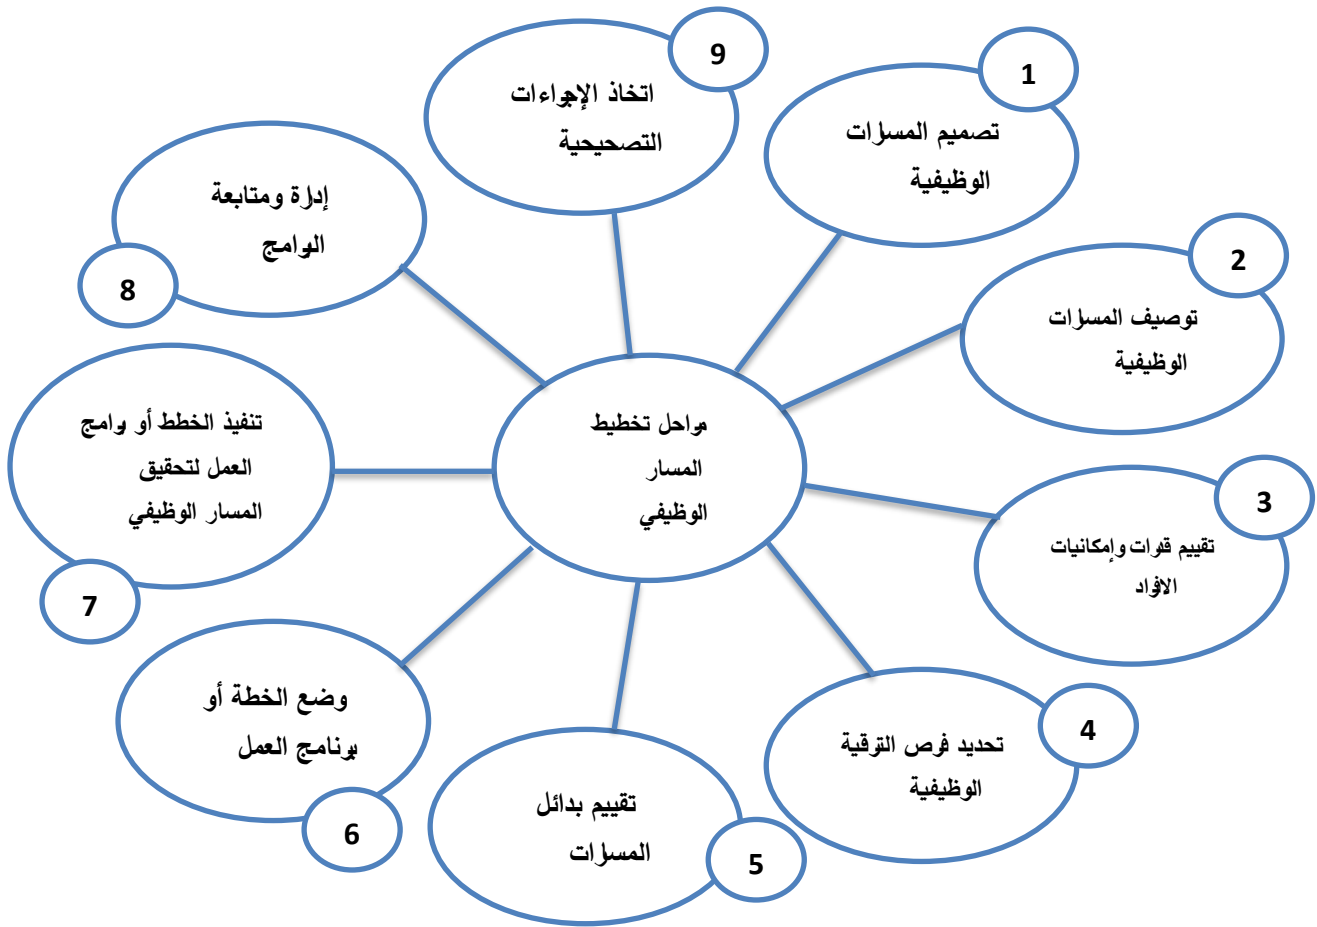 مراحل تخطيط
المسار
الوظيفي
1
تصميم المسارات
الوظيفية
2
توصيف المسارات
الوظيفية
3
تقييم قدرات وإمكانيات
الافراد
4
تحديد فرص الترقية
الوظيفية
5
تقييم بدائل
المسارات
6
وضع الخطة أو
برنامج العمل
7
تنفيذ الخطط أو برامج
العمل لتحقيق
المسار الوظيفي
8
إدارة ومتابعة
البرامج
9
اتخاذ الإجراءات
التصحيحية